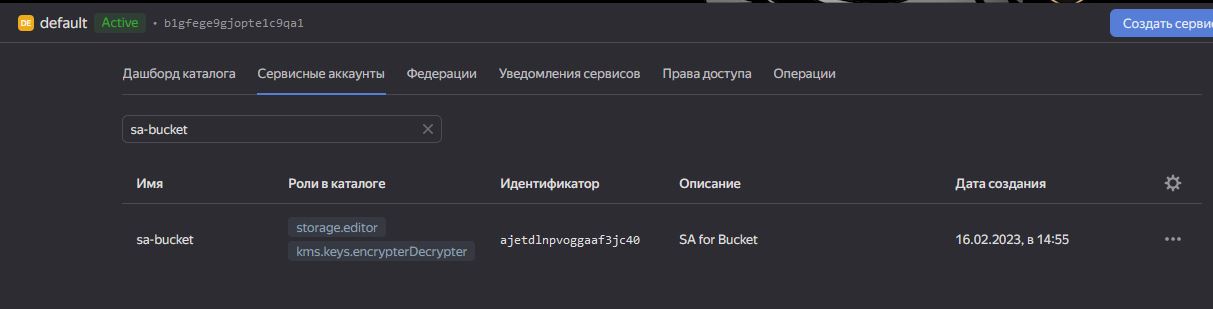 DE default Active • b1gfege9gjopte1c9qa1 Создать серви
Дашборд каталога Сервисные аккаунты Федерации Уведомления сервисов Права доступа Операции
sa-bucket
Имя Роли в каталоге Идентификатор Описание Дата создания
storage.editor
sa-bucket ajetdlnpvoggaaf3jc40 SA for Bucket 16.02.2023, в 14:55
kms.keys.encrypterDecrypter